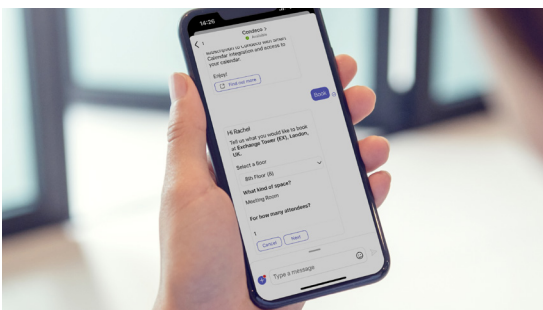 14:26
Condeco
Available
subscription to Condeco with Smart
Calendar integration and access to
your calendar.
Enjoy!
Find out more
Book
Hi Rachel
Tell us what you would like to book
at Exchange Tower (EX), London,
UK.
Select a floor
8th Floor (8)
What kind of space?
Meeting Room
For how many attendees?
1
Cancel Next
Type a message